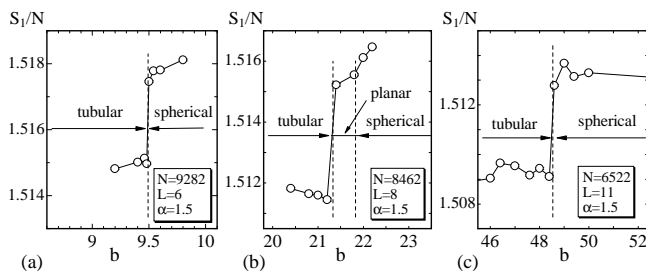 S₁/N
1.518
1.516
1.514
tubular
spherical
N=9282
L=6
α=1.5
9
9.5
10
(a)
b
S₁/N
1.516
1.514
1.512
planar
tubular
spherical
N=8462
L=8
α=1.5
20
21
22
23
(b)
b
S₁/N
1.512
1.508
tubular
spherical
N=6522
L=11
α=1.5
46
48
50
52
(c)
b